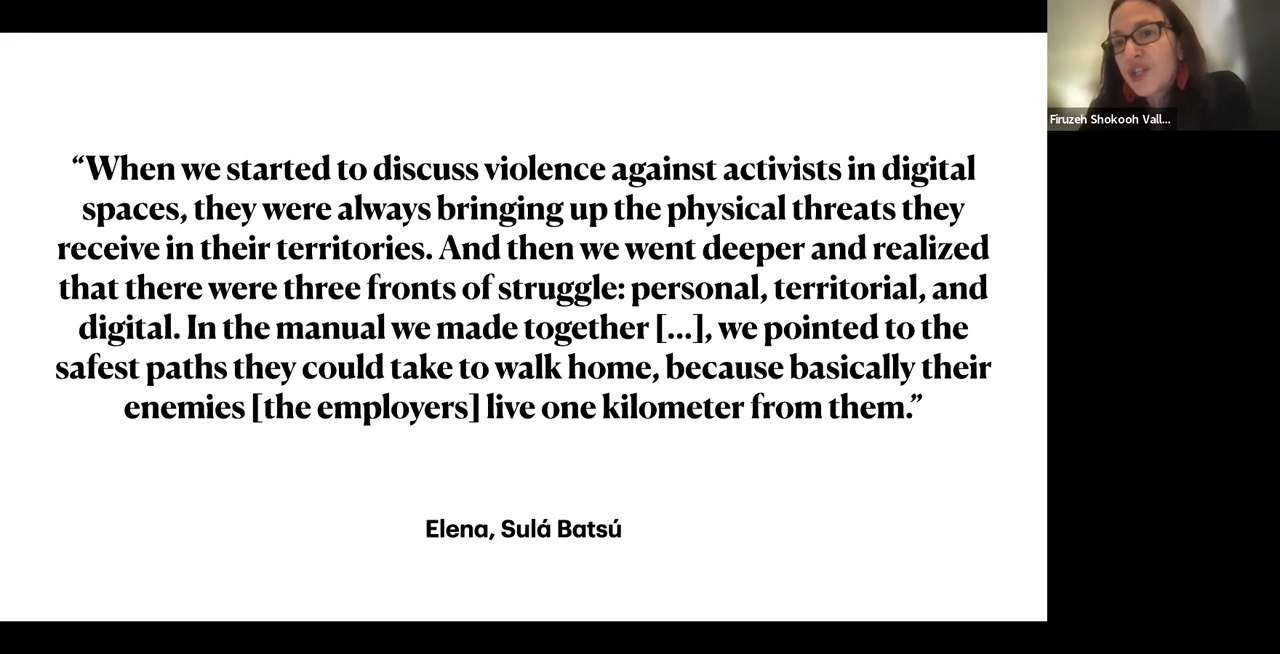 “When we started to discuss violence against activists in digital
spaces, they were always bringing up the physical threats they
receive in their territories. And then we went deeper and realized
that there were three fronts of struggle: personal, territorial, and
digital. In the manual we made together [...], we pointed to the
safest paths they could take to walk home, because basically their
enemies [the employers] live one kilometer from them.”
Elena, Sulá Batsú
Firuzeh Shokooh Vall...